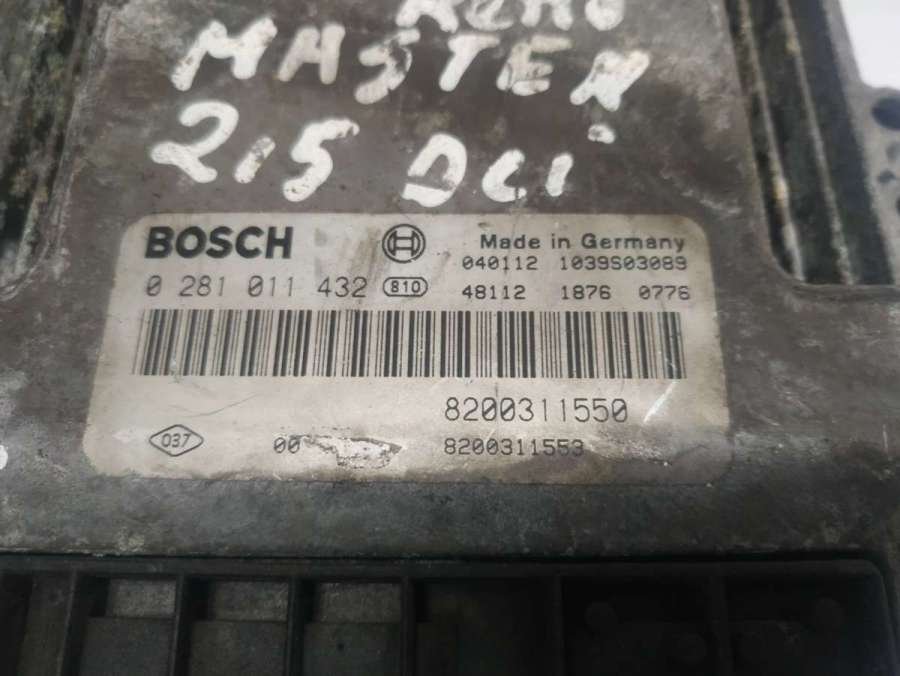 MASTER
2,5 DCI
BOSCH
Made in Germany
040112 1039S03089
0 281 011 432 810
48112 1876 0776
8200311550
037 00 8200311553